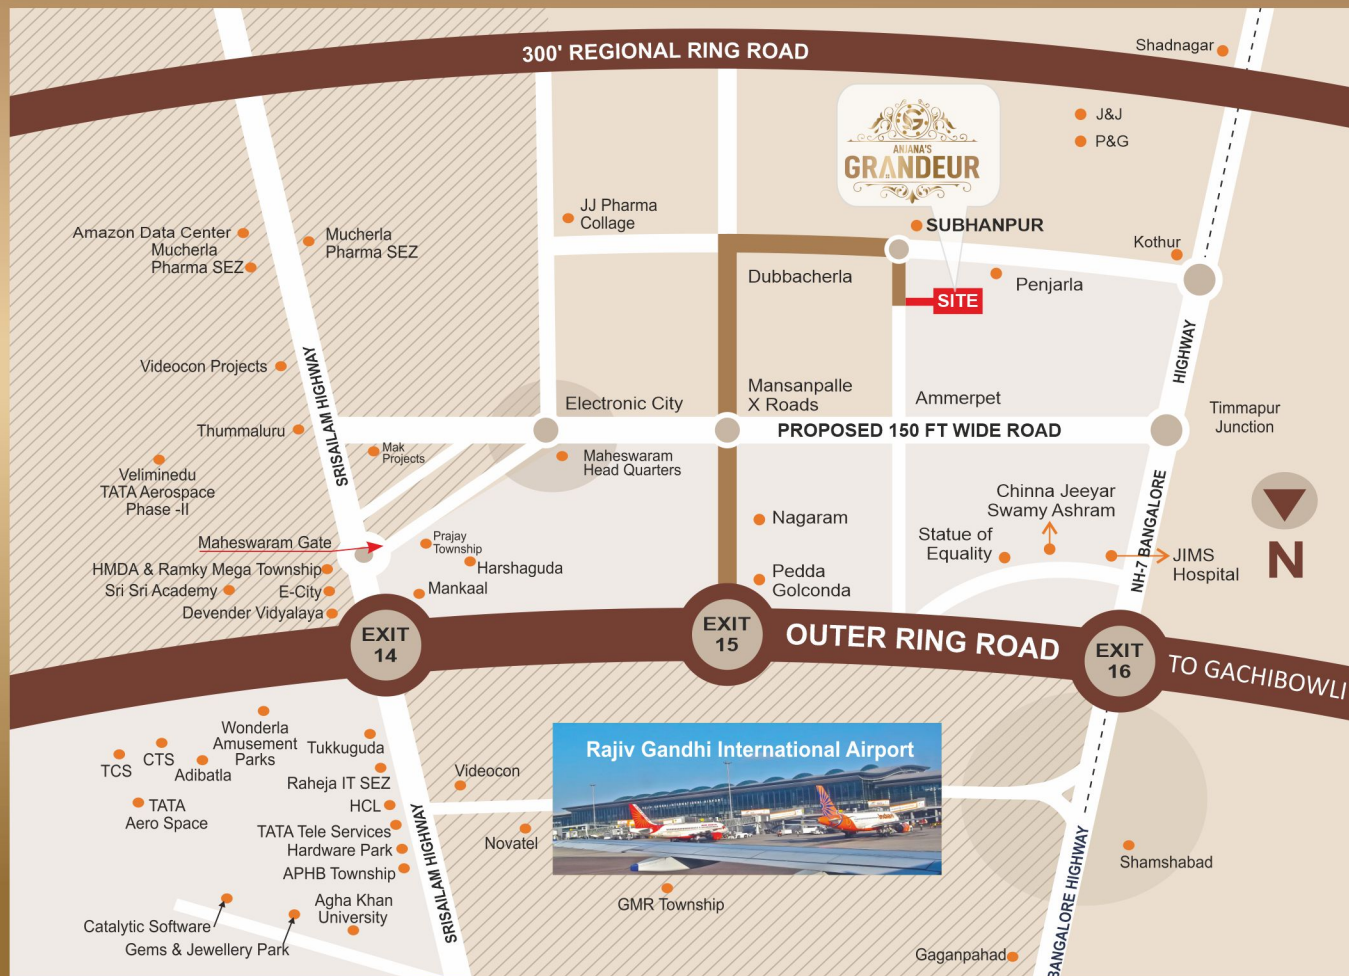 300' REGIONAL RING ROAD
Shadnagar
J&J
P&G
G
ANJANA'S
GRANDEUR
JJ Pharma
Collage
SUBHANPUR
Kothur
Amazon Data Center
Mucherla
Pharma SEZ
Mucherla
Pharma SEZ
Dubbacherla
Penjarla
SITE
Videocon Projects
SRISAILAM HIGHWAY
HIGHWAY
Mansanpalle
X Roads
Electronic City
Ammerpet
Timmapur
Junction
Thummaluru
PROPOSED 150 FT WIDE ROAD
Mak
Projects
Maheswaram
Head Quarters
Veliminedu
TATA Aerospace
Phase -II
Chinna Jeeyar
Swamy Ashram
NH-7 BANGALORE
Nagaram
Statue of
Equality
Maheswaram Gate
Prajay
Township
Harshaguda
JIMS
Hospital
N
HMDA & Ramky Mega Township
Sri Sri Academy
E-City
Mankaal
Pedda
Golconda
Devender Vidyalaya
EXIT
14
EXIT
15
OUTER RING ROAD
EXIT
16
TO GACHIBOWLI
Wonderla
Amusement
Parks
Tukkuguda
TCS
CTS
Adibatla
Raheja IT SEZ
Videocon
Rajiv Gandhi International Airport
TATA
Aero Space
HCL
TATA Tele Services
Hardware Park
Novatel
APHB Township
SRISAILAM HIGHWAY
Shamshabad
BANGALORE HIGHWAY
Agha Khan
University
GMR Township
Catalytic Software
Gems & Jewellery Park
Gaganpahad